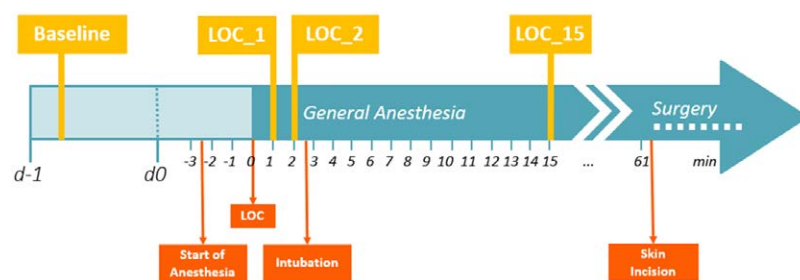 Baseline
LOC_1
LOC_2
LOC_15
General Anesthesia
Surgery
-3 -2 -1 0 1 2 3 4 5 6 7 8 9 10 11 12 13 14 15 ... 61 min
d-1
d0
LOC
Start of
Anesthesia
Intubation
Skin
Incision